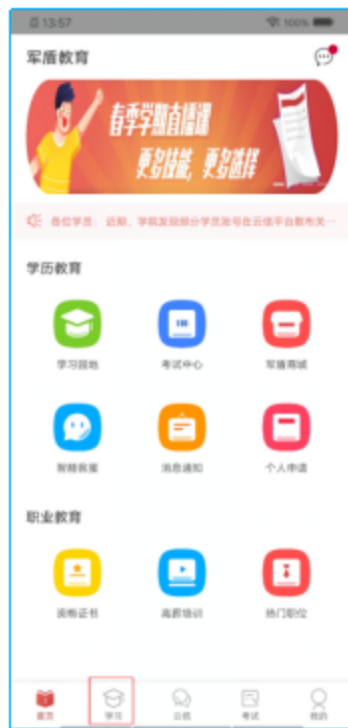 13:57
100%
军盾教育
春季学期直播课
更多技能，更多选择
各位学员：近期，学院发现部分学员账号在云信平台散布关…
学历教育
学习园地
考试中心
军盾商城
智能客服
消息通知
个人申请
职业教育
资格证书
高薪培训
热门职位
首页
学习
云信
考试
我的